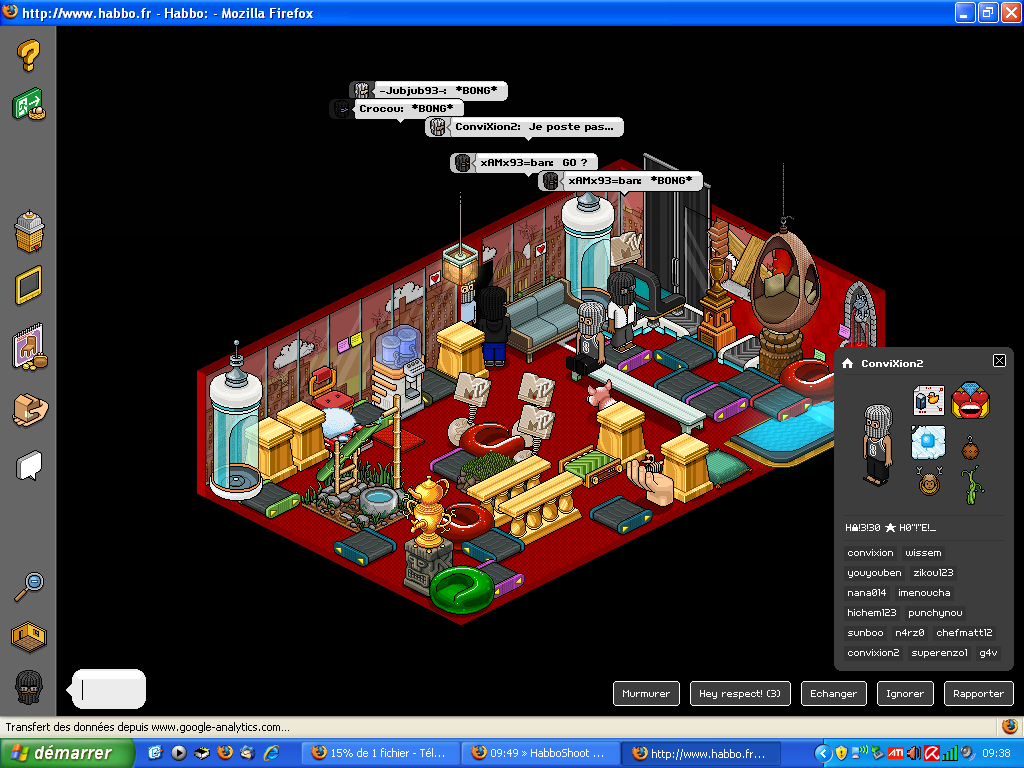 http://www.habbo.fr - Habbo: - Mozilla Firefox
-Jubjub93-: *BONG*
Crocou: *BONG*
ConviXion2: Je poste pas...
xAMx93=ban: GO ?
xAMx93=ban: *BONG*
ConviXion2
convixion wissem
youyouben zikou123
nana014 imenoucha
hichem123 punchynou
sunboo n4rz0 chefmatt12
convixion2 superenzo1 g4v
Murmurer
Hey respect! (3)
Echanger
Ignorer
Rapporter
Transfert des données depuis www.google-analytics.com...
démarrer
15% de 1 fichier - Tél...
09:49 » HabboShoot ...
http://www.habbo.fr...
ATI
09:38